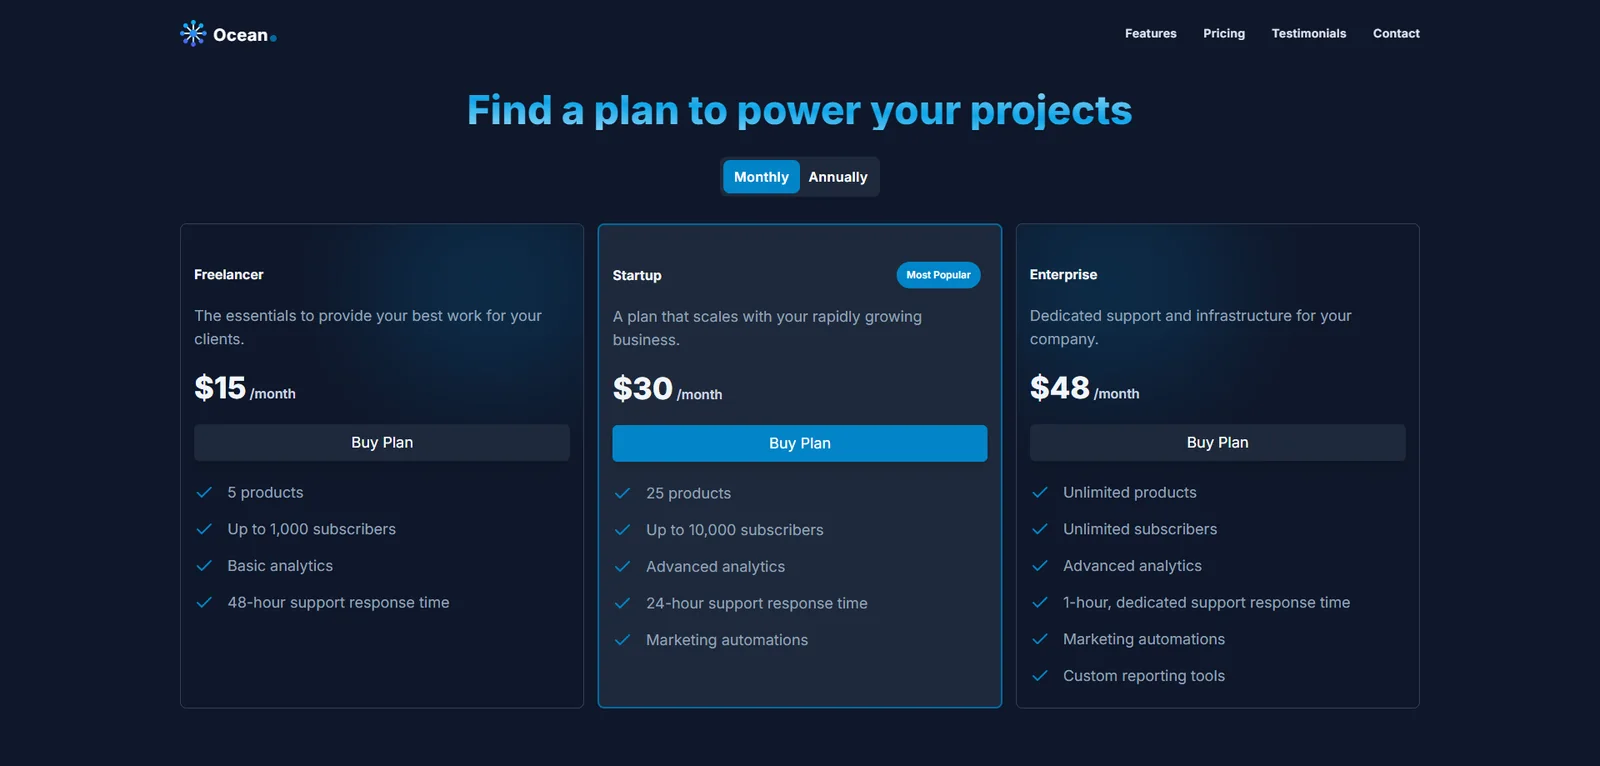 Ocean.
Features
Pricing
Testimonials
Contact
Find a plan to power your projects
Monthly
Annually
Freelancer
The essentials to provide your best work for your
clients.
$15 /month
Buy Plan
5 products
Up to 1,000 subscribers
Basic analytics
48-hour support response time
Startup
Most Popular
A plan that scales with your rapidly growing
business.
$30 /month
Buy Plan
25 products
Up to 10,000 subscribers
Advanced analytics
24-hour support response time
Marketing automations
Enterprise
Dedicated support and infrastructure for your
company.
$48 /month
Buy Plan
Unlimited products
Unlimited subscribers
Advanced analytics
1-hour, dedicated support response time
Marketing automations
Custom reporting tools